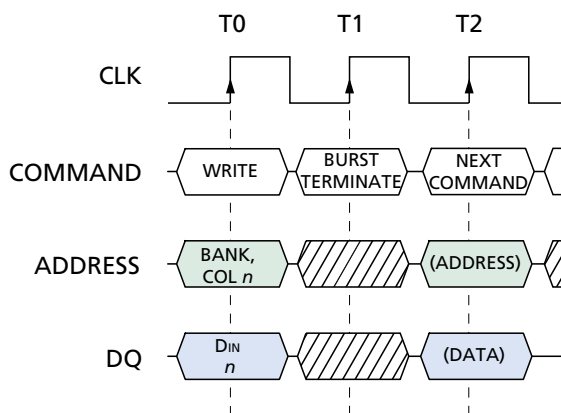 T0 T1 T2
CLK
COMMAND WRITE BURST TERMINATE NEXT COMMAND
ADDRESS BANK, COL n (ADDRESS)
DQ DIN n (DATA)